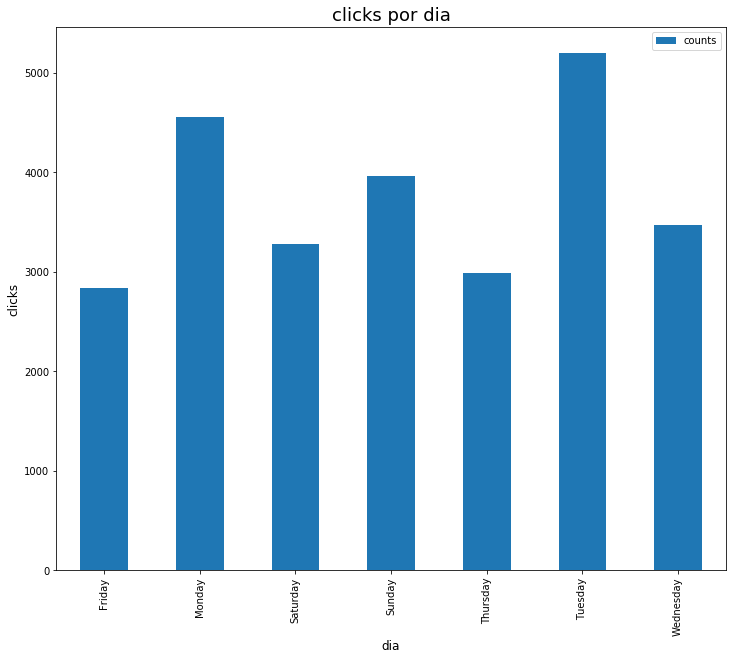 clicks por dia
counts
clicks
5000
4000
3000
2000
1000
0
Friday
Monday
Saturday
Sunday
Thursday
Tuesday
Wednesday
dia